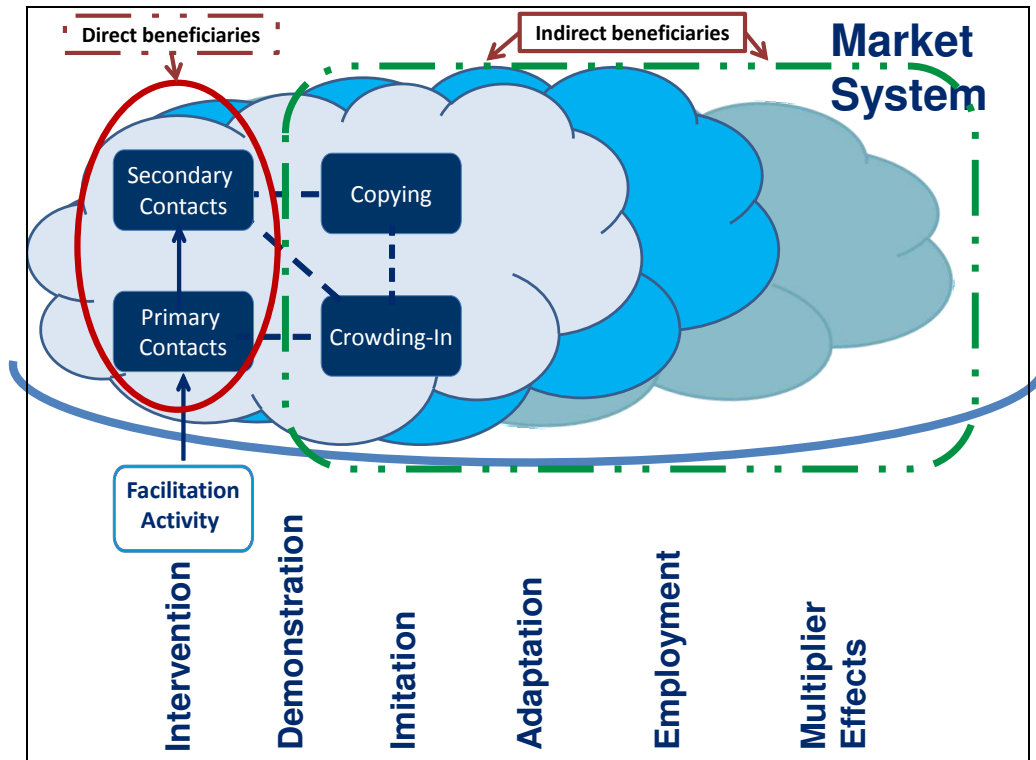 Direct beneficiaries
Indirect beneficiaries
Market
System
Secondary
Contacts
Copying
Primary
Contacts
Crowding-In
Facilitation
Activity
Intervention
Demonstration
Imitation
Adaptation
Employment
Multiplier
Effects